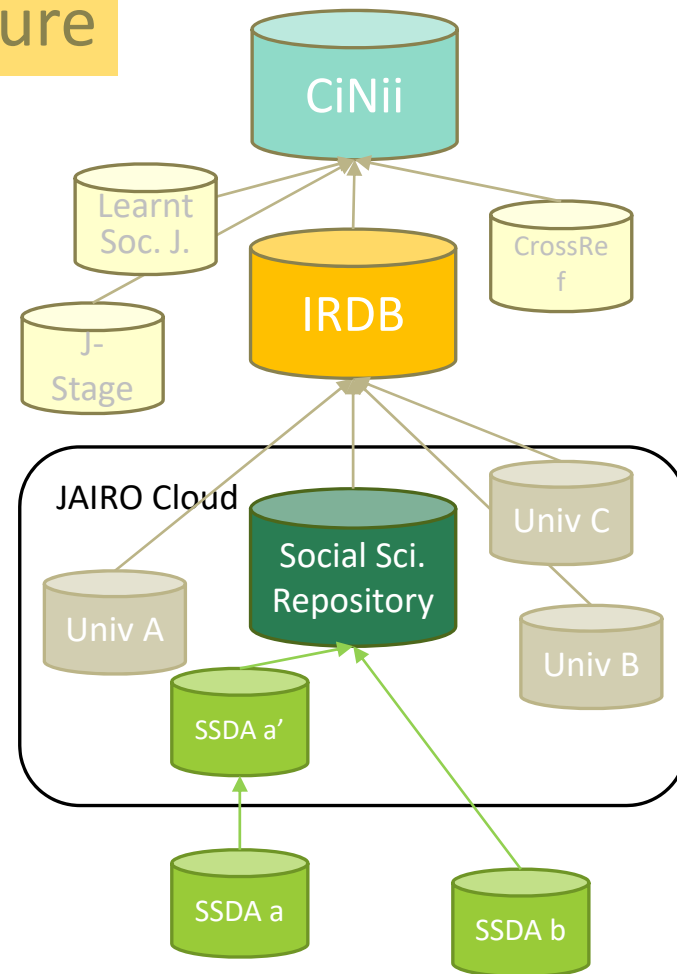 ure
CiNii
Learnt
Soc. J.
CrossRe
f
IRDB
J-
Stage
JAIRO Cloud
Univ C
Social Sci.
Repository
Univ A
Univ B
SSDA a’
SSDA a
SSDA b